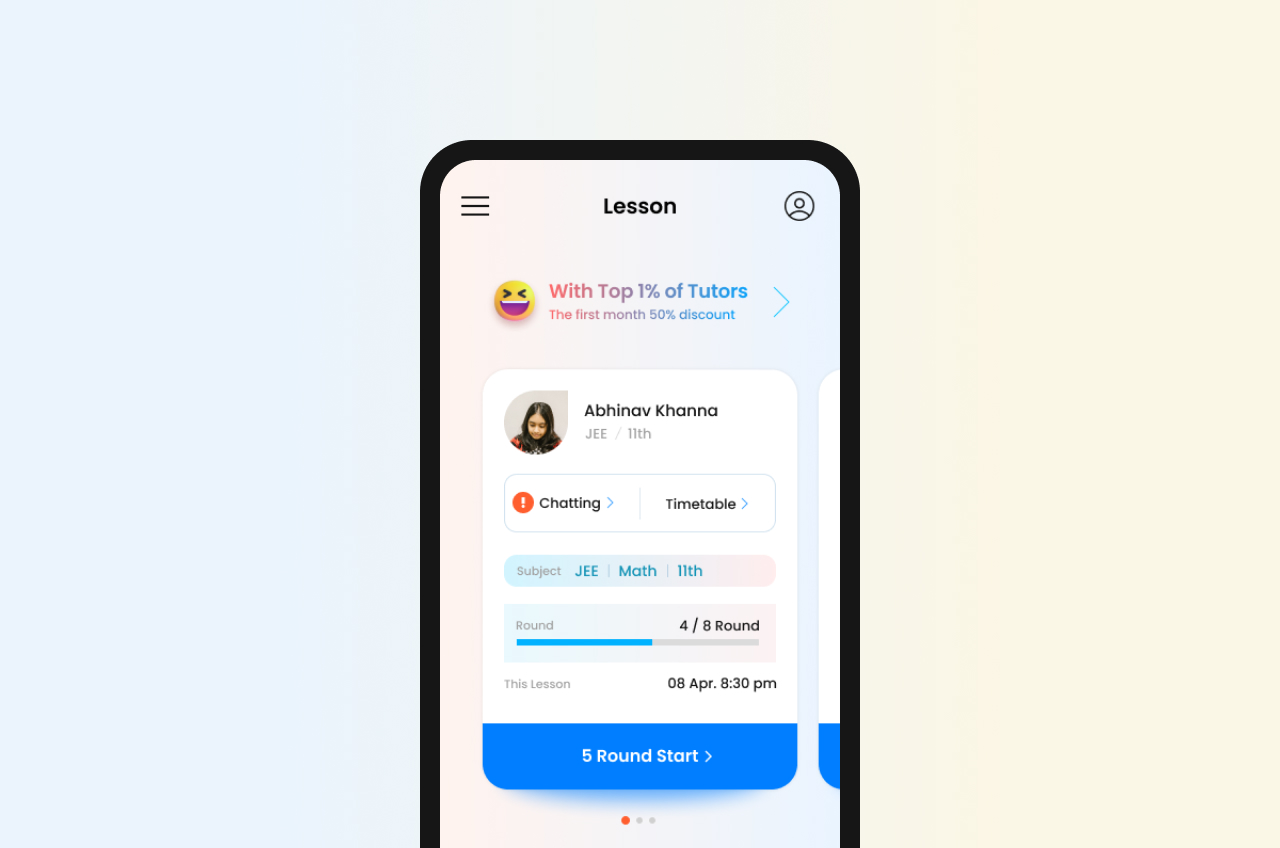 Lesson
With Top 1% of Tutors
The first month 50% discount
Abhinav Khanna
JEE / 11th
Chatting
Timetable
Subject JEE | Math | 11th
Round 4 / 8 Round
This Lesson 08 Apr. 8:30 pm
5 Round Start